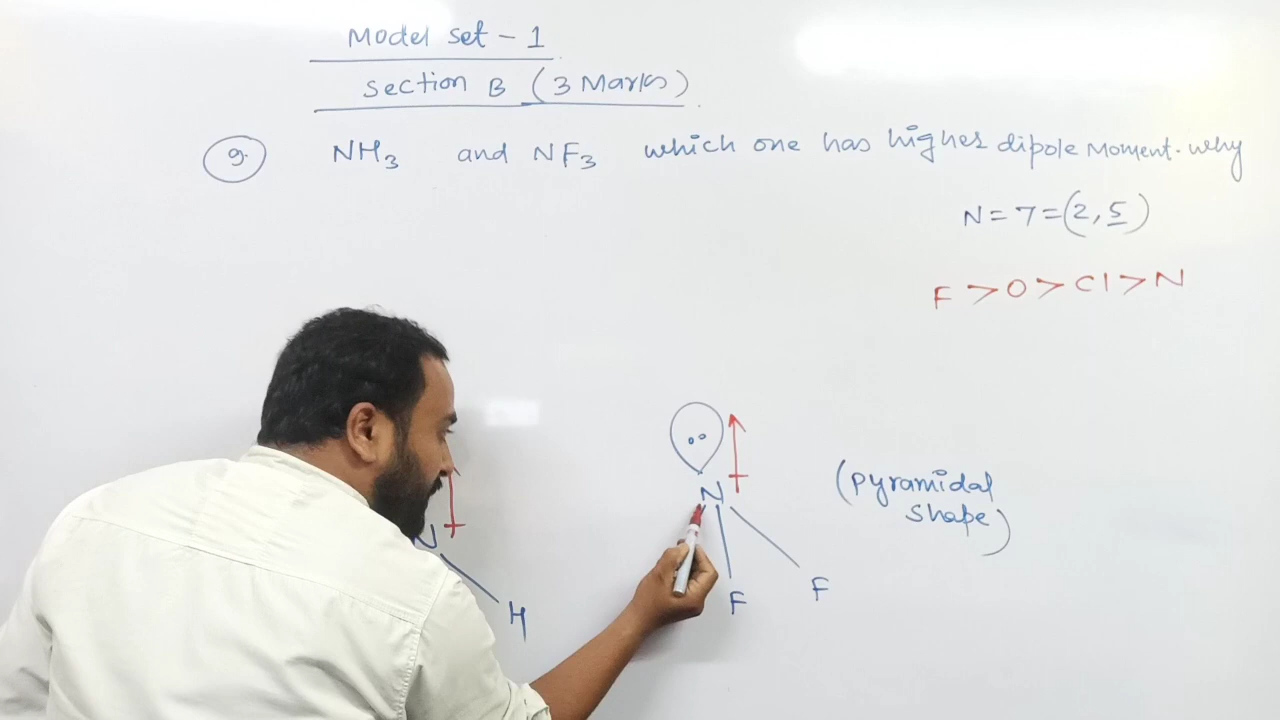 Model set - 1
Section B (3 Marks)
9. NH3 and NF3 which one has higher dipole Moment. why
N = 7 = (2, 5)
F > O > Cl > N
N
N
(Pyramidal
Shape)
H
F
F